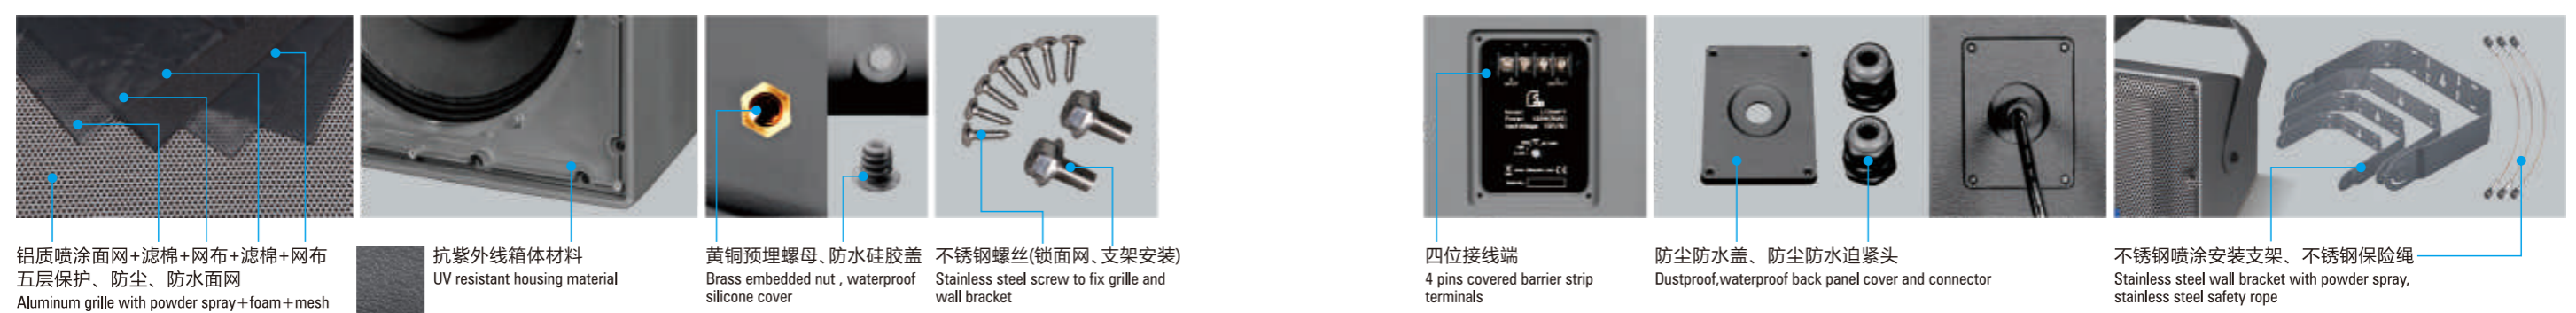 铝质喷涂面网+滤棉+网布+滤棉+网布
五层保护、防尘、防水面网
Aluminum grille with powder spray+foam+mesh
抗紫外线箱体材料
UV resistant housing material
黄铜预埋螺母、防水硅胶盖
Brass embedded nut , waterproof
silicone cover
不锈钢螺丝(锁面网、支架安装)
Stainless steel screw to fix grille and
wall bracket
四位接线端
4 pins covered barrier strip
terminals
防尘防水盖、防尘防水迫紧头
Dustproof,waterproof back panel cover and connector
不锈钢喷涂安装支架、不锈钢保险绳
Stainless steel wall bracket with powder spray,
stainless steel safety rope